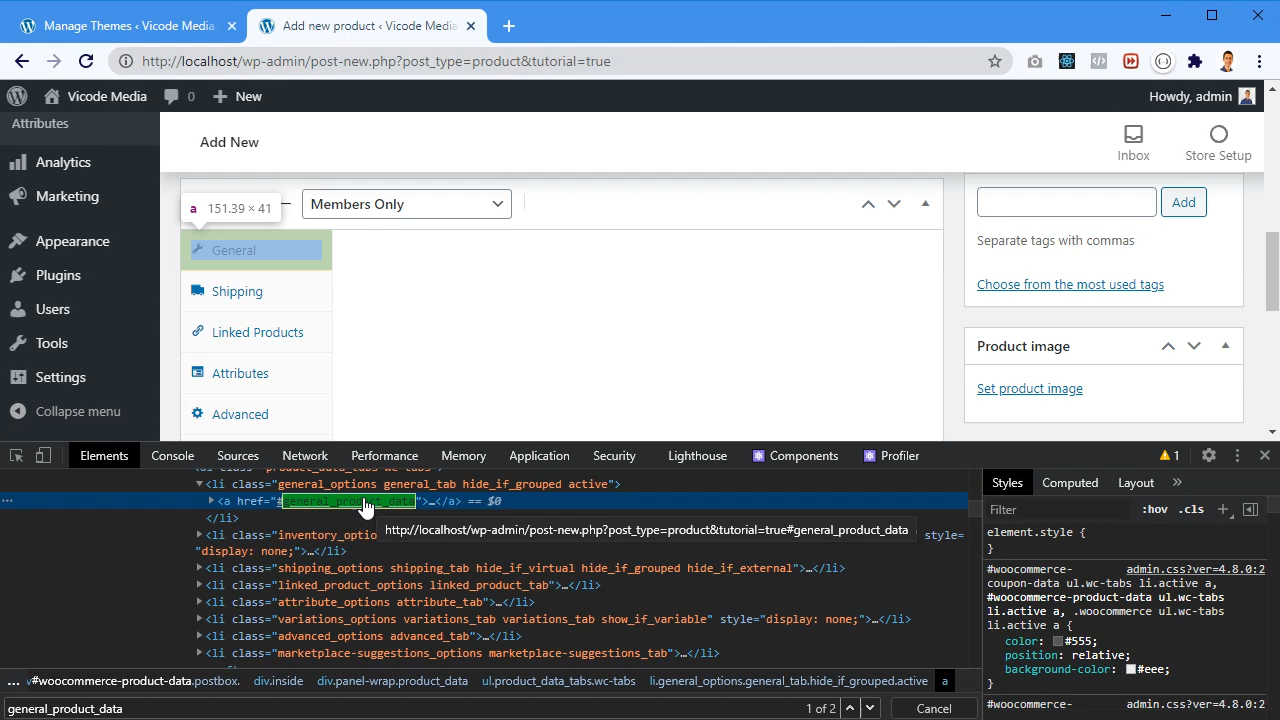 Manage Themes ‹ Vicode Media
Add new product ‹ Vicode Media
http://localhost/wp-admin/post-new.php?post_type=product&tutorial=true
Vicode Media
0
New
Howdy, admin
Attributes
Analytics
Marketing
Appearance
Plugins
Users
Tools
Settings
Collapse menu
Add New
Inbox
Store Setup
a 151.39 × 41
— Members Only
General
Shipping
Linked Products
Attributes
Advanced
Add
Separate tags with commas
Choose from the most used tags
Product image
Set product image
Elements Console Sources Network Performance Memory Application Security Lighthouse Components Profiler
1
<li class="general_options general_tab hide_if_grouped active">
<a href="#general_product_data">…</a> == $0
</li>
http://localhost/wp-admin/post-new.php?post_type=product&tutorial=true#general_product_data
<li class="inventory_optio style=
"display: none;">…</li>
<li class="shipping_options shipping_tab hide_if_virtual hide_if_grouped hide_if_external">…</li>
<li class="linked_product_options linked_product_tab">…</li>
<li class="attribute_options attribute_tab">…</li>
<li class="variations_options variations_tab variations_tab show_if_variable" style="display: none;">…</li>
<li class="advanced_options advanced_tab">…</li>
<li class="marketplace-suggestions_options marketplace-suggestions_tab">…</li>
… v#woocommerce-product-data.postbox. div.inside div.panel-wrap.product_data ul.product_data_tabs.wc-tabs li.general_options.general_tab.hide_if_grouped.active a
general_product_data
1 of 2
Cancel
Styles Computed Layout »
Filter
:hov .cls +
element.style {
}
#woocommerce- admin.css?ver=4.8.0:2
coupon-data ul.wc-tabs li.active a,
#woocommerce-product-data ul.wc-tabs
li.active a, .woocommerce ul.wc-tabs
li.active a {
color: #555;
position: relative;
background-color: #eee;
}
#woocommerce- admin.css?ver=4.8.0:2